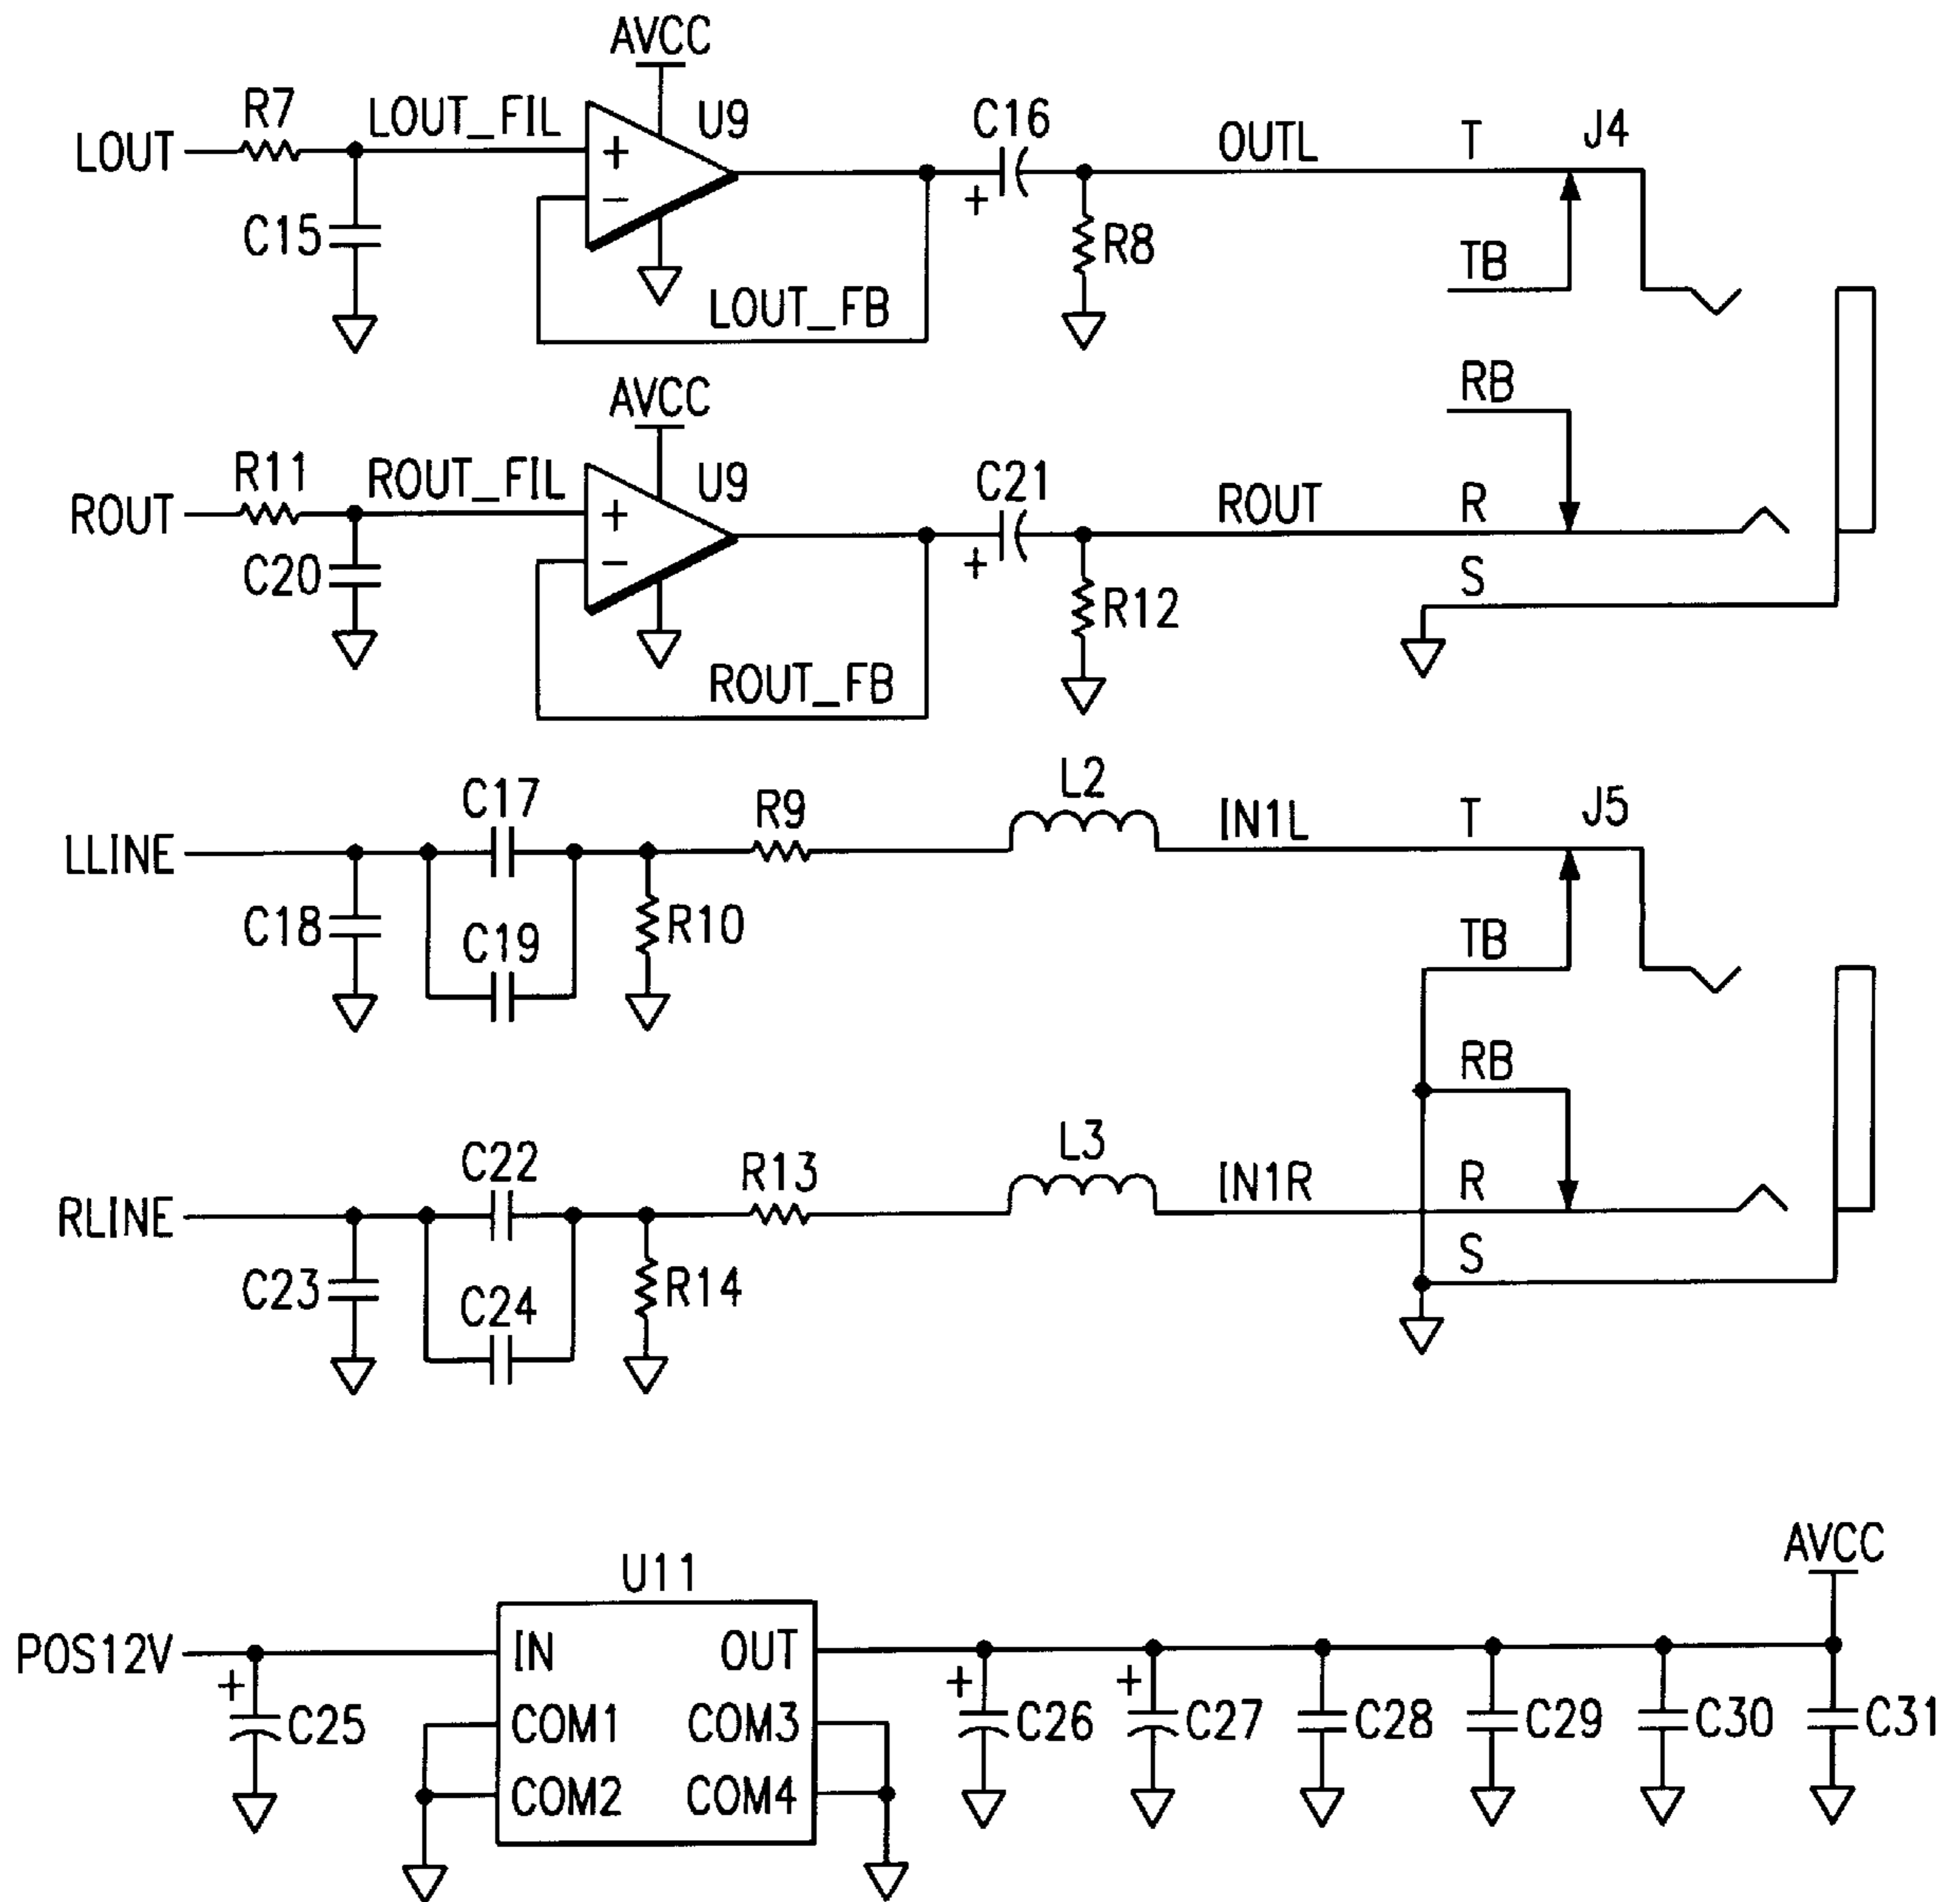 AVCC
R7 LOUT_FIL U9 C16 J4
LOUT + OUTL T
-
+
C15 R8 TB
LOUT_FB
AVCC RB
R11 ROUT_FIL U9 C21
ROUT + ROUT R
-
+
C20 R12 S
ROUT_FB
C17 R9 L2 IN1L T J5
LLINE
C18 C19 R10 TB
RB
C22 R13 L3 IN1R R
RLINE
C23 C24 R14 S
AVCC
U11
POS12V IN OUT
+ + +
C25 COM1 COM3 C26 C27 C28 C29 C30 C31
COM2 COM4